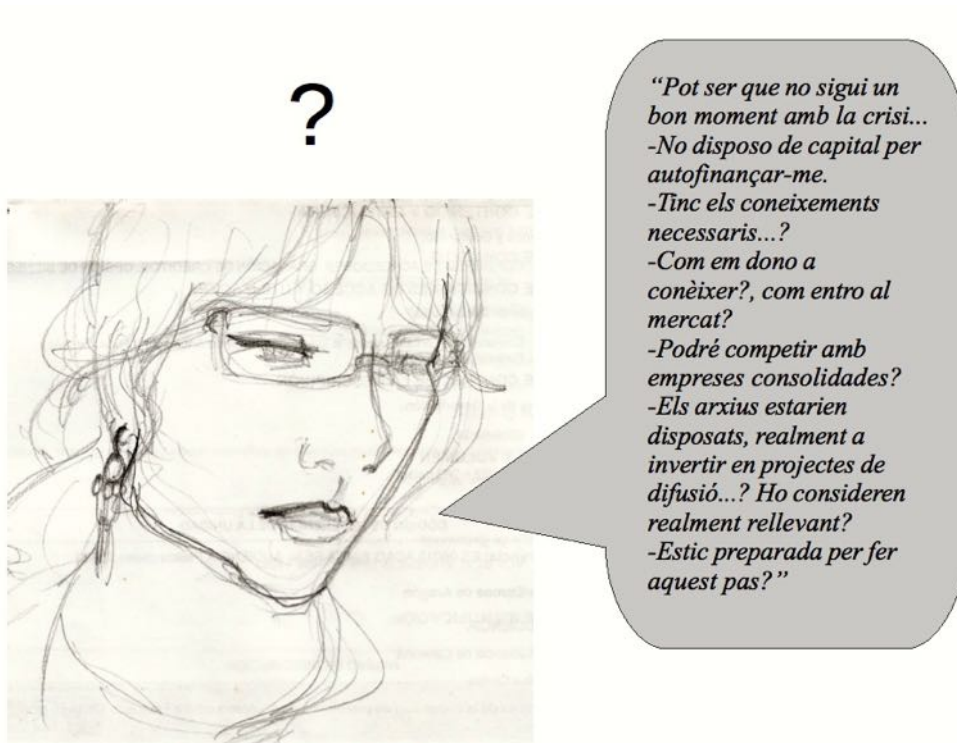 ?
“Pot ser que no sigui un
bon moment amb la crisi...
-No disposo de capital per
autofinançar-me.
-Tinc els coneixements
necessaris...?
-Com em dono a
conèixer?, com entro al
mercat?
-Podré competir amb
empreses consolidades?
-Els arxius estarien
disposats, realment a
invertir en projectes de
difusió...? Ho consideren
realment rellevant?
-Estic preparada per fer
aquest pas?”